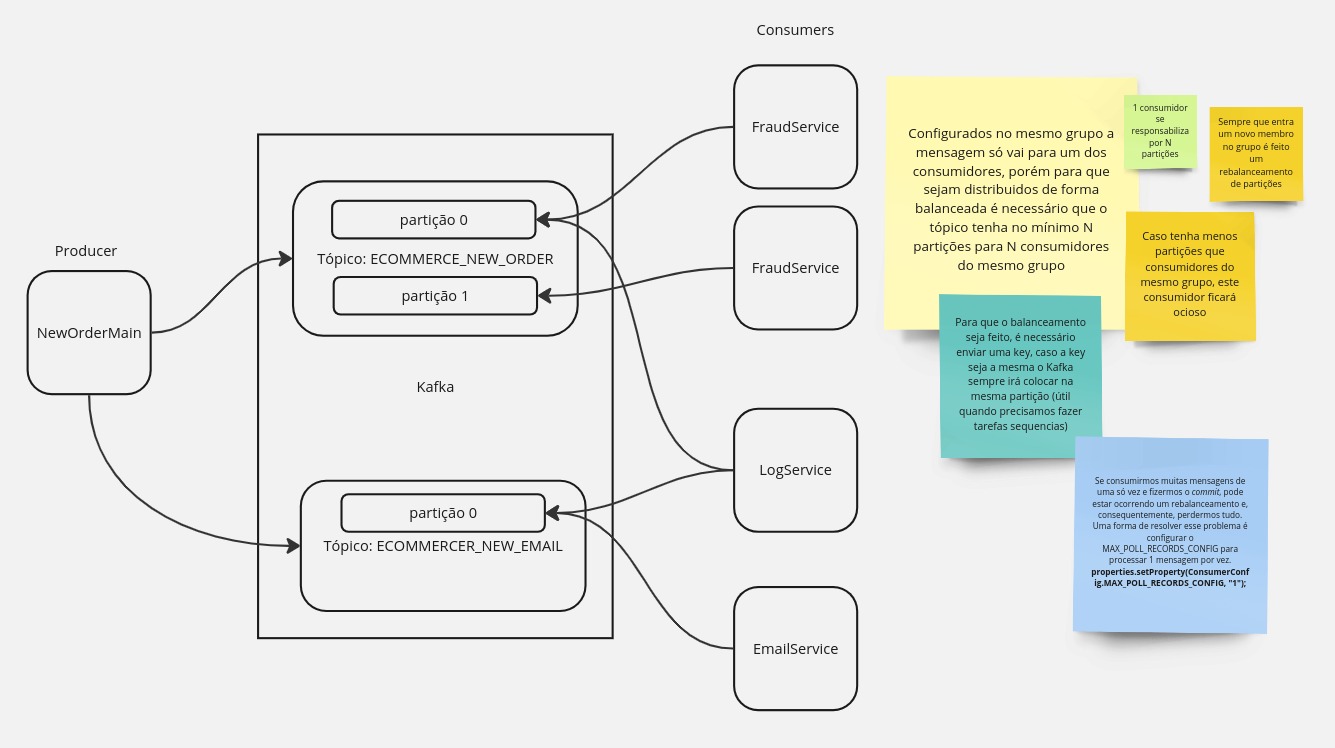 Consumers
FraudService
FraudService
LogService
EmailService
Producer
NewOrderMain
partição 0
Tópico: ECOMMERCE_NEW_ORDER
partição 1
Kafka
partição 0
Tópico: ECOMMERCER_NEW_EMAIL
Configurados no mesmo grupo a
mensagem só vai para um dos
consumidores, porém para que
sejam distribuidos de forma
balanceada é necessário que o
tópico tenha no mínimo N
partições para N consumidores
do mesmo grupo
1 consumidor
se
responsabiliza
por N
partições
Sempre que entra
um novo membro
no grupo é feito
um
rebalanceamento
de partições
Caso tenha menos
partições que
consumidores do
mesmo grupo, este
consumidor ficará
ocioso
Para que o balanceamento
seja feito, é necessário
enviar uma key, caso a key
seja a mesma o Kafka
sempre irá colocar na
mesma partição (útil
quando precisamos fazer
tarefas sequencias)
Se consumirmos muitas mensagens de
uma só vez e fizermos o commit, pode
estar ocorrendo um rebalanceamento e,
consequentemente, perdermos tudo.
Uma forma de resolver esse problema é
configurar o
MAX_POLL_RECORDS_CONFIG para
processar 1 mensagem por vez.
properties.setProperty(ConsumerConf
ig.MAX_POLL_RECORDS_CONFIG, "1");